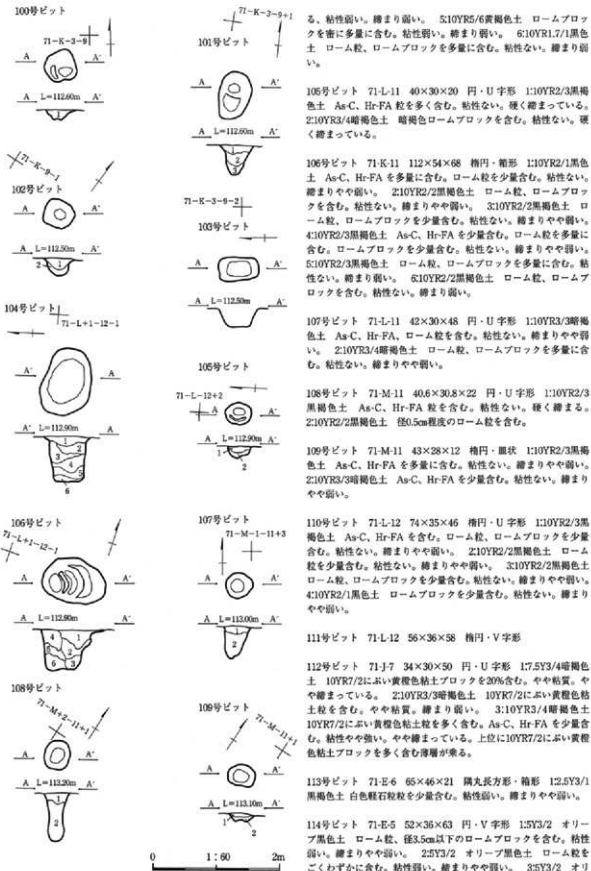 100号ピット
71-K-3-9
A A'
A L=112.60m A'
1
101号ピット
71-K-3-9+1
A A'
A L=112.60m A'
1
2
3
71-K-9-1
102号ピット
A A'
A L=112.50m A'
2 1
71-K-3-9-2
103号ピット
A A'
A L=112.50m A'
104号ピット
71-L+1-12-1
A' A
A' L=112.90m A
1
2
3
4
5
6
105号ピット
71-L-12+2
A A'
A L=112.90m A'
1
2
106号ピット
71-L+1-12-1
A A'
A L=112.90m A'
4 1
5 2
6 3
107号ピット
71-M-1-11+3
A A'
A L=113.00m A'
1
2
108号ピット
71-M+2-11+1
A A'
A L=113.20m A'
1
2
109号ピット
71-M-11+1
A A'
A L=113.10m A'
1
2
0 1:60 2m
る、粘性弱い。締まり弱い。 5:10YR5/6黄褐色土 ロームブロッ
クを密に多量に含む。粘性弱い。締まり弱い。 6:10YR1.7/1黒色
土 ローム粒、ロームブロックを多量に含む。粘性ない。締まり弱
い。
105号ピット 71-L-11 40×30×20 円・U字形 1:10YR2/3黒褐
色土 As-C、Hr-FA 粒を多く含む。粘性ない。硬く締まっている。
2:10YR3/4暗褐色土 暗褐色ロームブロックを含む。粘性ない。硬
く締まっている。
106号ピット 71-K-11 112×54×68 楕円・箱形 1:10YR2/1黒色
土 As-C、Hr-FA を多量に含む。ローム粒を少量含む。粘性ない。
締まりやや弱い。 2:10YR2/2黒褐色土 ローム粒、ロームブロッ
クを含む。粘性ない。締まりやや弱い。 3:10YR2/2黒褐色土 ロ
ーム粒、ロームブロックを少量含む。粘性ない。締まりやや弱い。
4:10YR2/3黒褐色土 As-C、Hr-FA を少量含む。ローム粒を多量に
含む。ロームブロックを少量含む。粘性ない。締まりやや弱い。
5:10YR2/3黒褐色土 ローム粒、ロームブロックを多量に含む。粘
性ない。締まり弱い。 6:10YR2/2黒褐色土 ローム粒、ロームブ
ロックを含む。粘性ない。締まり弱い。
107号ピット 71-L-11 42×30×48 円・U字形 1:10YR3/3暗褐
色土 As-C、Hr-FA、ローム粒を含む。粘性ない。締まりやや弱
い。 2:10YR3/4暗褐色土 ローム粒、ロームブロックを多量に含
む。粘性ない。締まりやや弱い。
108号ピット 71-M-11 40.6×30.8×22 円・U字形 1:10YR2/3
黒褐色土 As-C、Hr-FA 粒を含む。粘性ない。硬く締まる。
2:10YR2/2黒褐色土 径0.5cm程度のローム粒を含む。
109号ピット 71-M-11 43×28×12 楕円・皿状 1:10YR2/3黒褐
色土 As-C、Hr-FA を多量に含む。粘性ない。締まりやや弱い。
2:10YR3/3暗褐色土 As-C、Hr-FA を少量含む。粘性ない。締まり
やや弱い。
110号ピット 71-L-12 74×35×46 楕円・U字形 1:10YR2/3黒
褐色土 As-C、Hr-FA を含む。ローム粒、ロームブロックを少量
含む。粘性ない。締まりやや弱い。 2:10YR2/2黒褐色土 ローム
粒を少量含む。粘性ない。締まりやや弱い。 3:10YR2/2黒褐色土
ローム粒、ロームブロックを少量含む。粘性ない。締まりやや弱い。
4:10YR2/1黒色土 ロームブロックを少量含む。粘性ない。締まり
やや弱い。
111号ピット 71-L-12 56×36×58 楕円・V字形
112号ピット 71-J-7 34×30×50 円・U字形 1:7.5Y3/4暗褐色
土 10YR7/2にぶい黄橙色粘土ブロックを20%含む。やや粘質。や
や締まっている。 2:10YR3/3暗褐色土 10YR7/2にぶい黄橙色粘
土粒を含む。やや粘質。締まり弱い。 3:10YR3/4暗褐色土
10YR7/2にぶい黄橙色粘土粒を多く含む。As-C、Hr-FA を少量含
む。粘性やや強い。やや締まっている。上位に10YR7/2にぶい黄橙
色粘土ブロックを多く含む薄層が乗る。
113号ピット 71-E-6 65×46×21 隅丸長方形・箱形 1:2.5Y3/1
黒褐色土 白色軽石粒粒を少量含む。粘性弱い。締まりやや弱い。
114号ピット 71-E-5 52×36×63 円・V字形 1:5Y3/2 オリー
ブ黒色土 ローム粒、径3.5cm以下のロームブロックを含む。粘性
弱い。締まりやや弱い。 2:5Y3/2 オリーブ黒色土 ローム粒を
ごくわずかに含む。粘性弱い。締まりやや弱い。 3:5Y3/2 オリ